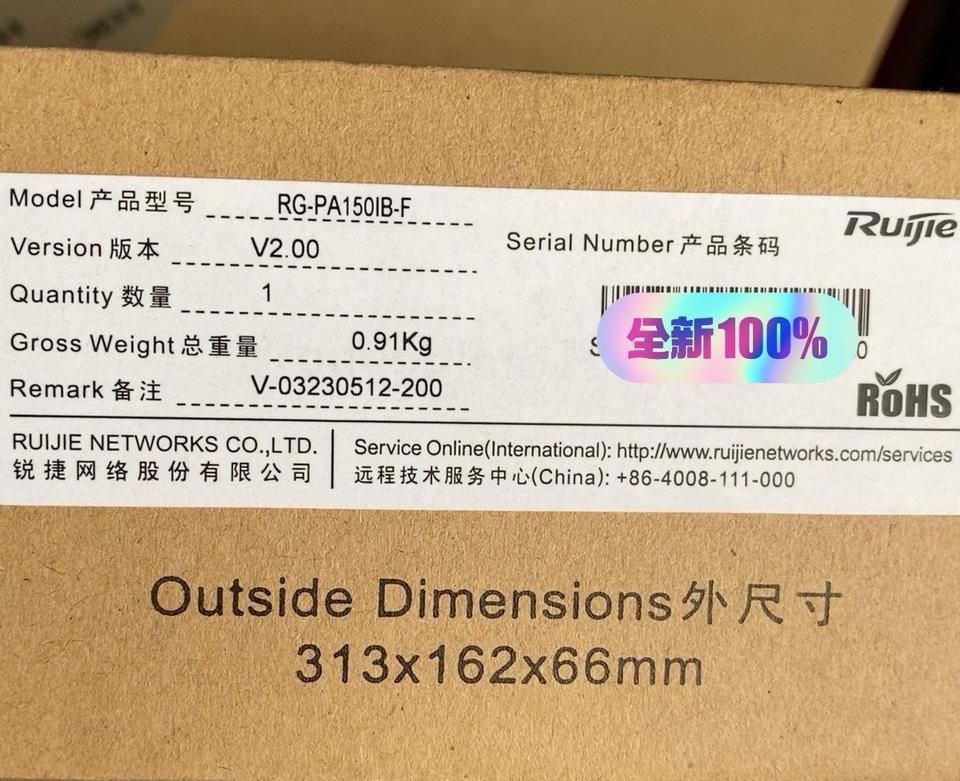 Model 产品型号 RG-PA150IB-F
Version 版本 V2.00
Quantity 数量 1
Gross Weight 总重量 0.91Kg
Remark 备注 V-03230512-200
Ruijie
Serial Number 产品条码
全新100%
RoHS
RUIJIE NETWORKS CO.,LTD.
锐捷网络股份有限公司
Service Online(International): http://www.ruijienetworks.com/services
远程技术服务中心(China): +86-4008-111-000
Outside Dimensions外尺寸
313x162x66mm